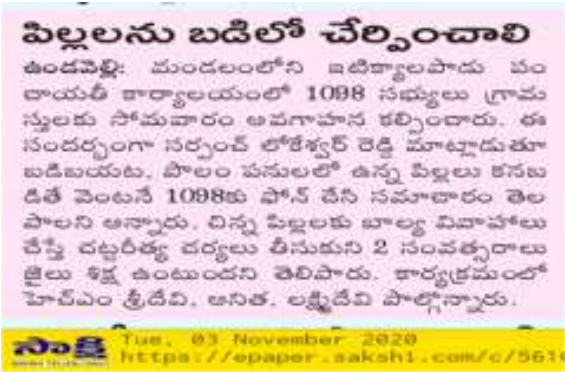 పిల్లలను బడిలో చేర్పించాలి
ఉండవెల్లి: మండలంలోని ఇటిక్యాలపాడు పం
చాయతీ కార్యాలయంలో 1098 సభ్యులు గ్రామ
స్తులకు సోమవారం అవగాహన కల్పించారు. ఈ
సందర్భంగా సర్పంచ్ లోకేశ్వర్ రెడ్డి మాట్లాడుతూ
బడిబయట, పొలం పనులలో ఉన్న పిల్లలు కనబ
డితే వెంటనే 1098కు ఫోన్ చేసి సమాచారం తెల
పాలని అన్నారు. చిన్న పిల్లలకు బాల్య వివాహాలు
చేస్తే చట్టరీత్య చర్యలు తీసుకుని 2 సంవత్సరాలు
జైలు శిక్ష ఉంటుందని తెలిపారు. కార్యక్రమంలో
హెచ్ఎం శ్రీదేవి, అనిత, లక్ష్మిదేవి పాల్గొన్నారు.
సాక్షి
Tue, 03 November 2020
https://epaper.sakshi.com/c/561